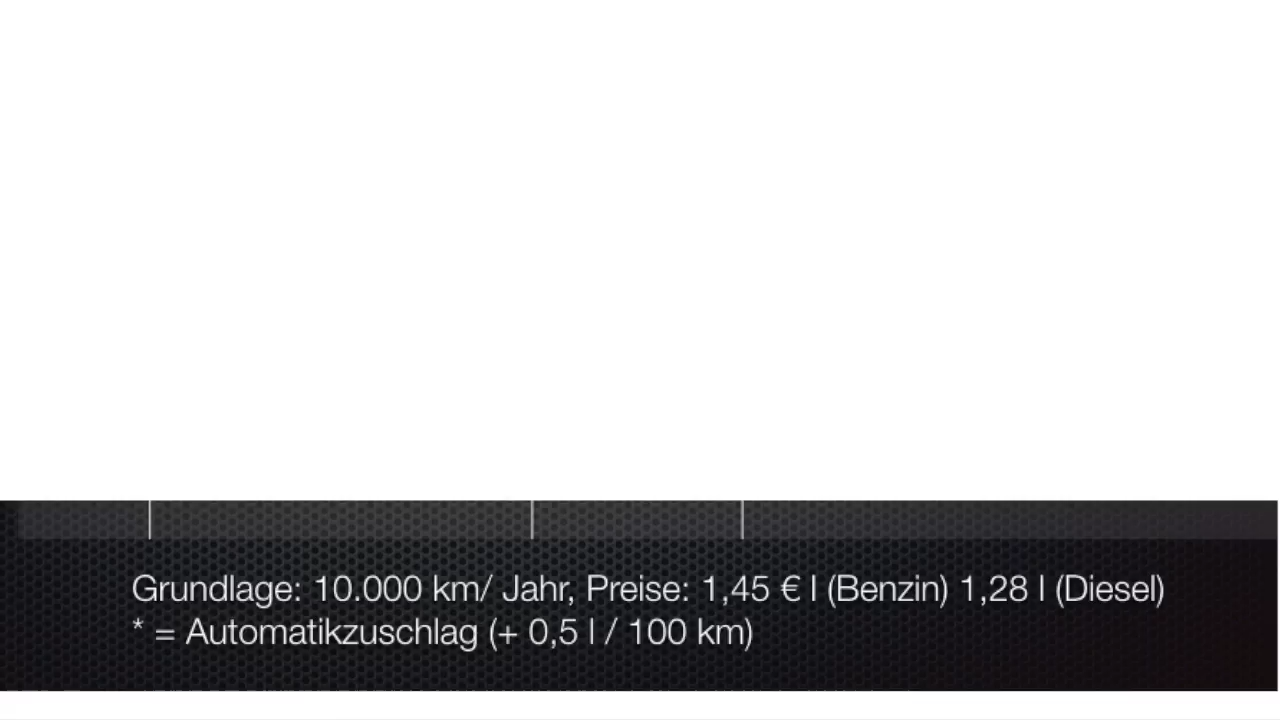 Grundlage: 10.000 km/ Jahr, Preise: 1,45 € l (Benzin) 1,28 l (Diesel)
* = Automatikzuschlag (+ 0,5 l / 100 km)